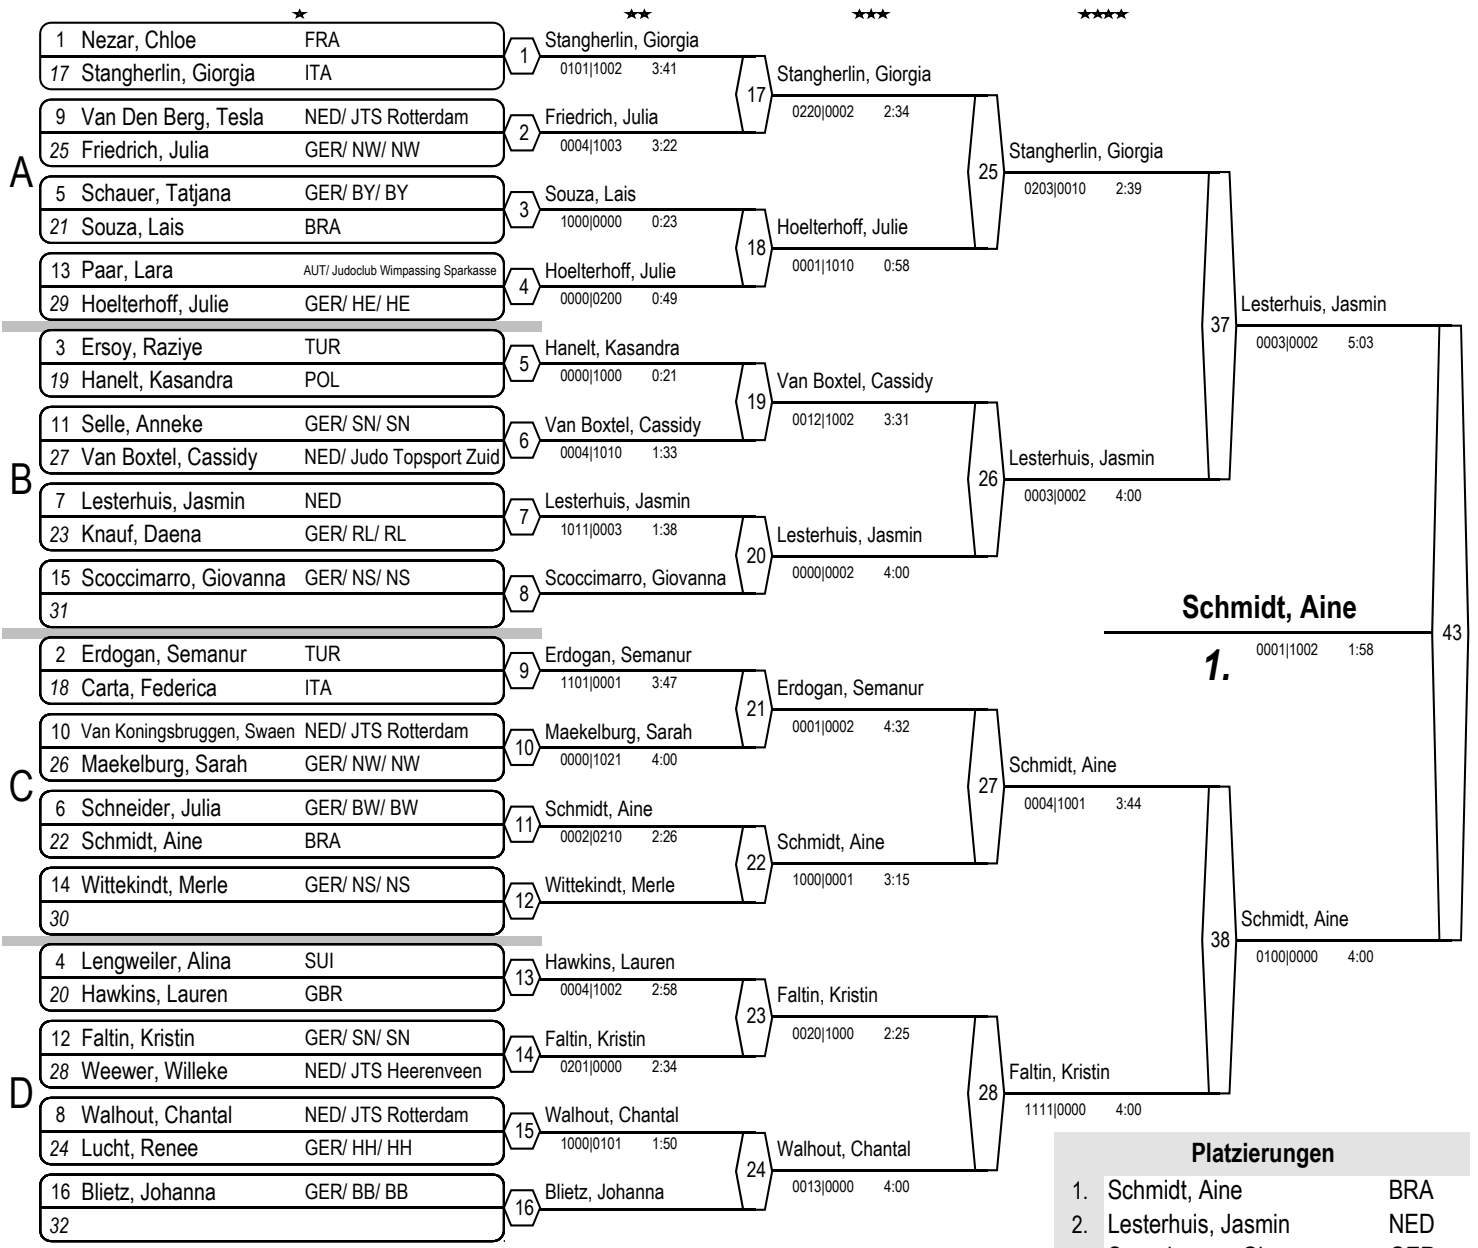 1 Nezar, Chloe FRA
17 Stangherlin, Giorgia ITA
9 Van Den Berg, Tesla NED/ JTS Rotterdam
25 Friedrich, Julia GER/ NW/ NW
A
5 Schauer, Tatjana GER/ BY/ BY
21 Souza, Lais BRA
13 Paar, Lara AUT/ Judoclub Wimpassing Sparkasse
29 Hoelterhoff, Julie GER/ HE/ HE
3 Ersoy, Raziye TUR
19 Hanelt, Kasandra POL
11 Selle, Anneke GER/ SN/ SN
27 Van Boxtel, Cassidy NED/ Judo Topsport Zuid
B
7 Lesterhuis, Jasmin NED
23 Knauf, Daena GER/ RL/ RL
15 Scoccimarro, Giovanna GER/ NS/ NS
31
2 Erdogan, Semanur TUR
18 Carta, Federica ITA
10 Van Koningsbruggen, Swaen NED/ JTS Rotterdam
26 Maekelburg, Sarah GER/ NW/ NW
C
6 Schneider, Julia GER/ BW/ BW
22 Schmidt, Aine BRA
14 Wittekindt, Merle GER/ NS/ NS
30
4 Lengweiler, Alina SUI
20 Hawkins, Lauren GBR
12 Faltin, Kristin GER/ SN/ SN
28 Weewer, Willeke NED/ JTS Heerenveen
D
8 Walhout, Chantal NED/ JTS Rotterdam
24 Lucht, Renee GER/ HH/ HH
16 Blietz, Johanna GER/ BB/ BB
32
1 Stangherlin, Giorgia
0101|1002 3:41
2 Friedrich, Julia
0004|1003 3:22
3 Souza, Lais
1000|0000 0:23
4 Hoelterhoff, Julie
0000|0200 0:49
5 Hanelt, Kasandra
0000|1000 0:21
6 Van Boxtel, Cassidy
0004|1010 1:33
7 Lesterhuis, Jasmin
1011|0003 1:38
8 Scoccimarro, Giovanna
9 Erdogan, Semanur
1101|0001 3:47
10 Maekelburg, Sarah
0000|1021 4:00
11 Schmidt, Aine
0002|0210 2:26
12 Wittekindt, Merle
13 Hawkins, Lauren
0004|1002 2:58
14 Faltin, Kristin
0201|0000 2:34
15 Walhout, Chantal
1000|0101 1:50
16 Blietz, Johanna
17 Stangherlin, Giorgia
0220|0002 2:34
18 Hoelterhoff, Julie
0001|1010 0:58
19 Van Boxtel, Cassidy
0012|1002 3:31
20 Lesterhuis, Jasmin
0000|0002 4:00
21 Erdogan, Semanur
0001|0002 4:32
22 Schmidt, Aine
1000|0001 3:15
23 Faltin, Kristin
0020|1000 2:25
24 Walhout, Chantal
0013|0000 4:00
25 Stangherlin, Giorgia
0203|0010 2:39
26 Lesterhuis, Jasmin
0003|0002 4:00
27 Schmidt, Aine
0004|1001 3:44
28 Faltin, Kristin
1111|0000 4:00
37 Lesterhuis, Jasmin
0003|0002 5:03
38 Schmidt, Aine
0100|0000 4:00
43 Schmidt, Aine
1. 0001|1002 1:58
Platzierungen
1. Schmidt, Aine BRA
2. Lesterhuis, Jasmin NED